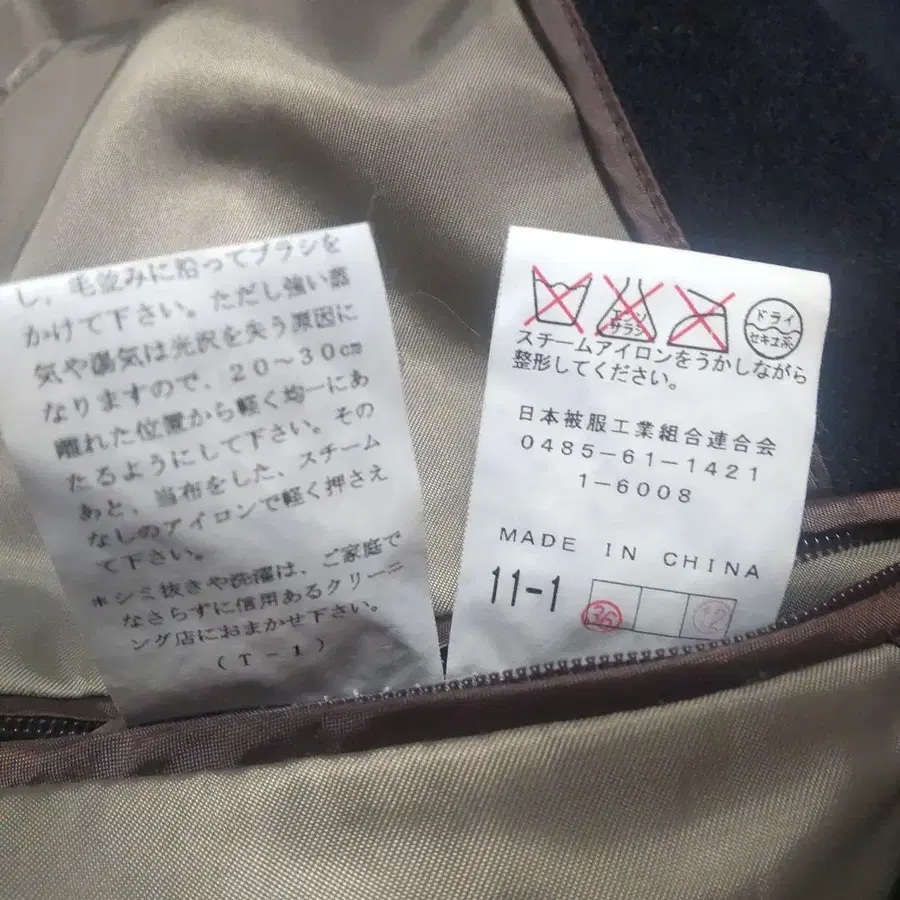 し、毛並みに沿ってブラシを
かけて下さい。ただし強い蒸
気や湯気は光沢を失う原因に
なりますので、20〜30cm
離れた位置から軽く均一にあ
たるようにして下さい。その
あと、当布をした、スチーム
なしのアイロンで軽く押さえ
て下さい。
*シミ抜きや洗濯は、ご家庭で
なさらずに信用あるクリーニ
ング店におまかせ下さい。
(T-1)
エンソ
サラシ
ドライ
セキユ系
スチームアイロンをうかしながら
整形してください。
日本被服工業組合連合会
0485-61-1421
1-6008
MADE IN CHINA
11-1
36
12